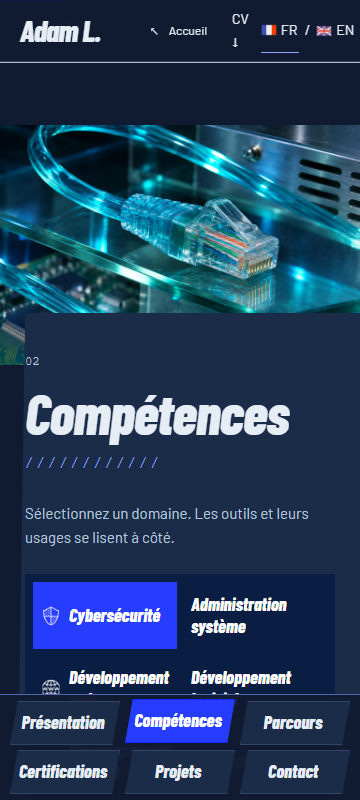 Adam L.
↖ Accueil
CV ↓
🇫🇷 FR / 🇬🇧 EN
02
Compétences
/ / / / / / / / / / / /
Sélectionnez un domaine. Les outils et leurs
usages se lisent à côté.
Cybersécurité
Administration
système
Développement
Développement
Présentation
Compétences
Parcours
Certifications
Projets
Contact